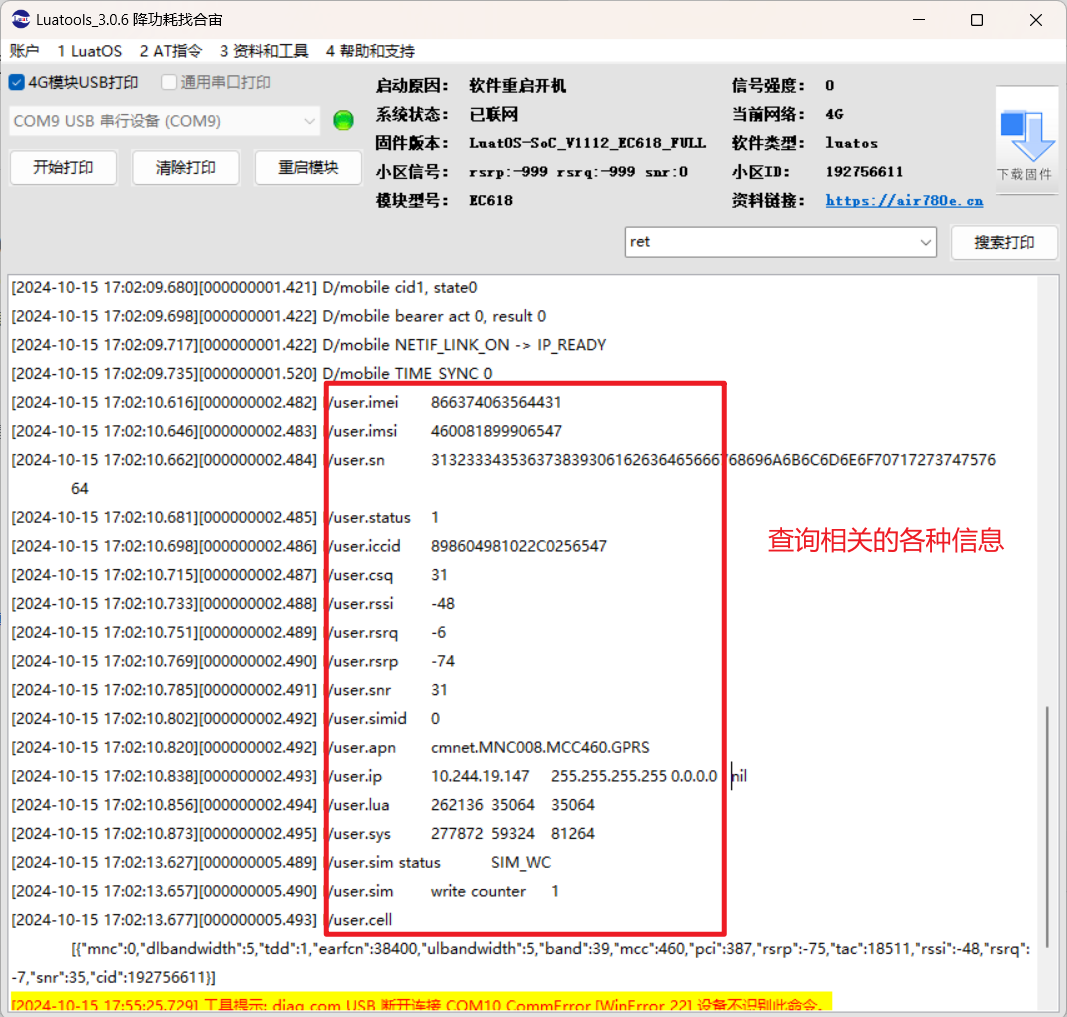 Luat Luatools_3.0.6 降功耗找合宙
账户 1 LuatOS 2 AT指令 3 资料和工具 4 帮助和支持
4G模块USB打印 通用串口打印 启动原因： 软件重启开机 信号强度： 0
COM9 USB 串行设备 (COM9) 系统状态： 已联网 当前网络： 4G
固件版本： LuatOS-SoC_V1112_EC618_FULL 软件类型： luatos
开始打印 清除打印 重启模块 小区信号： rsrp:-999 rsrq:-999 snr:0 小区ID： 192756611
下载固件
模块型号： EC618 资料链接： https://air780e.cn
ret 搜索打印
[2024-10-15 17:02:09.680][000000001.421] D/mobile cid1, state0
[2024-10-15 17:02:09.698][000000001.422] D/mobile bearer act 0, result 0
[2024-10-15 17:02:09.717][000000001.422] D/mobile NETIF_LINK_ON -> IP_READY
[2024-10-15 17:02:09.735][000000001.520] D/mobile TIME_SYNC 0
[2024-10-15 17:02:10.616][000000002.482] /user.imei 866374063564431
[2024-10-15 17:02:10.646][000000002.483] /user.imsi 460081899906547
[2024-10-15 17:02:10.662][000000002.484] /user.sn 31323334353637383930616263646566676869​6A6B6C6D6E6F70717273747576
64
[2024-10-15 17:02:10.681][000000002.485] /user.status 1
[2024-10-15 17:02:10.698][000000002.486] /user.iccid 898604981022C0256547
查询相关的各种信息
[2024-10-15 17:02:10.715][000000002.487] /user.csq 31
[2024-10-15 17:02:10.733][000000002.488] /user.rssi -48
[2024-10-15 17:02:10.751][000000002.489] /user.rsrq -6
[2024-10-15 17:02:10.769][000000002.490] /user.rsrp -74
[2024-10-15 17:02:10.785][000000002.491] /user.snr 31
[2024-10-15 17:02:10.802][000000002.492] /user.simid 0
[2024-10-15 17:02:10.820][000000002.492] /user.apn cmnet.MNC008.MCC460.GPRS
[2024-10-15 17:02:10.838][000000002.493] /user.ip 10.244.19.147 255.255.255.255 0.0.0.0 nil
[2024-10-15 17:02:10.856][000000002.494] /user.lua 262136 35064 35064
[2024-10-15 17:02:10.873][000000002.495] /user.sys 277872 59324 81264
[2024-10-15 17:02:13.627][000000005.489] /user.sim status SIM_WC
[2024-10-15 17:02:13.657][000000005.490] /user.sim write counter 1
[2024-10-15 17:02:13.677][000000005.493] /user.cell
[{"mnc":0,"dlbandwidth":5,"tdd":1,"earfcn":38400,"ulbandwidth":5,"band":39,"mcc":460,"pci":387,"rsrp":-75,"tac":18511,"rssi":-48,"rsrq":
-7,"snr":35,"cid":192756611}]
[2024-10-15 17:55:25.729] 工具提示: diag com USB 断开连接 COM10 CommError [WinError 22] 设备不识别此命令。